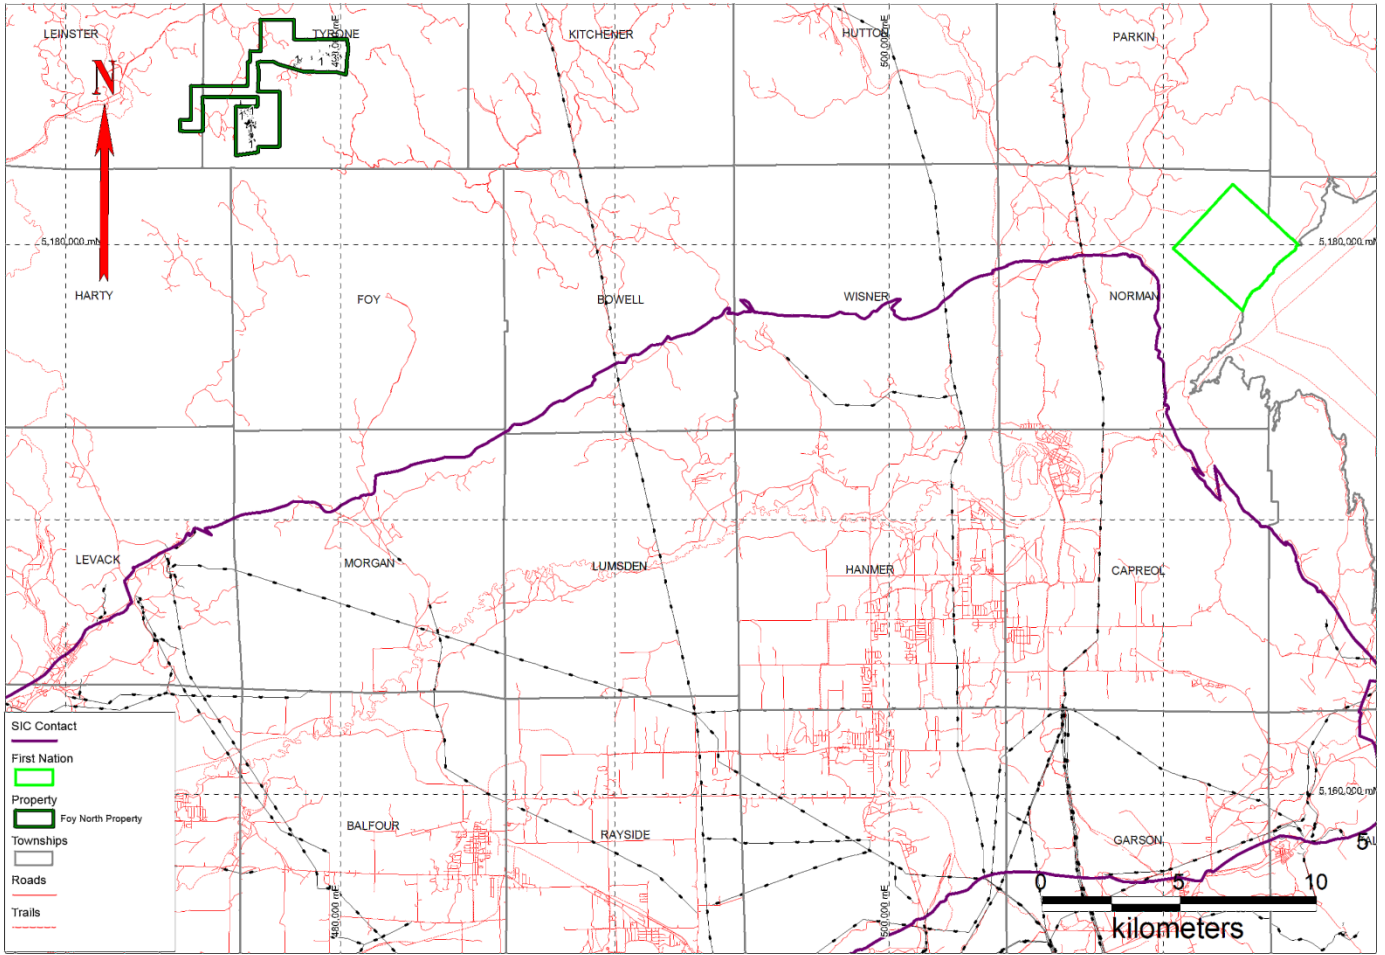 LEINSTER
TYRONE
KITCHENER
HUTTON
PARKIN
N
500,000 mE
5,180,000 mN
5,180,000 mN
HARTY
FOY
BOWELL
WISNER
NORMAN
LEVACK
MORGAN
LUMSDEN
HANMER
CAPREOL
SIC Contact
First Nation
Property
Foy North Property
Townships
Roads
Trails
5,160,000 mN
BALFOUR
RAYSIDE
GARSON
480,000 mE
500,000 mE
0 5 10
kilometers